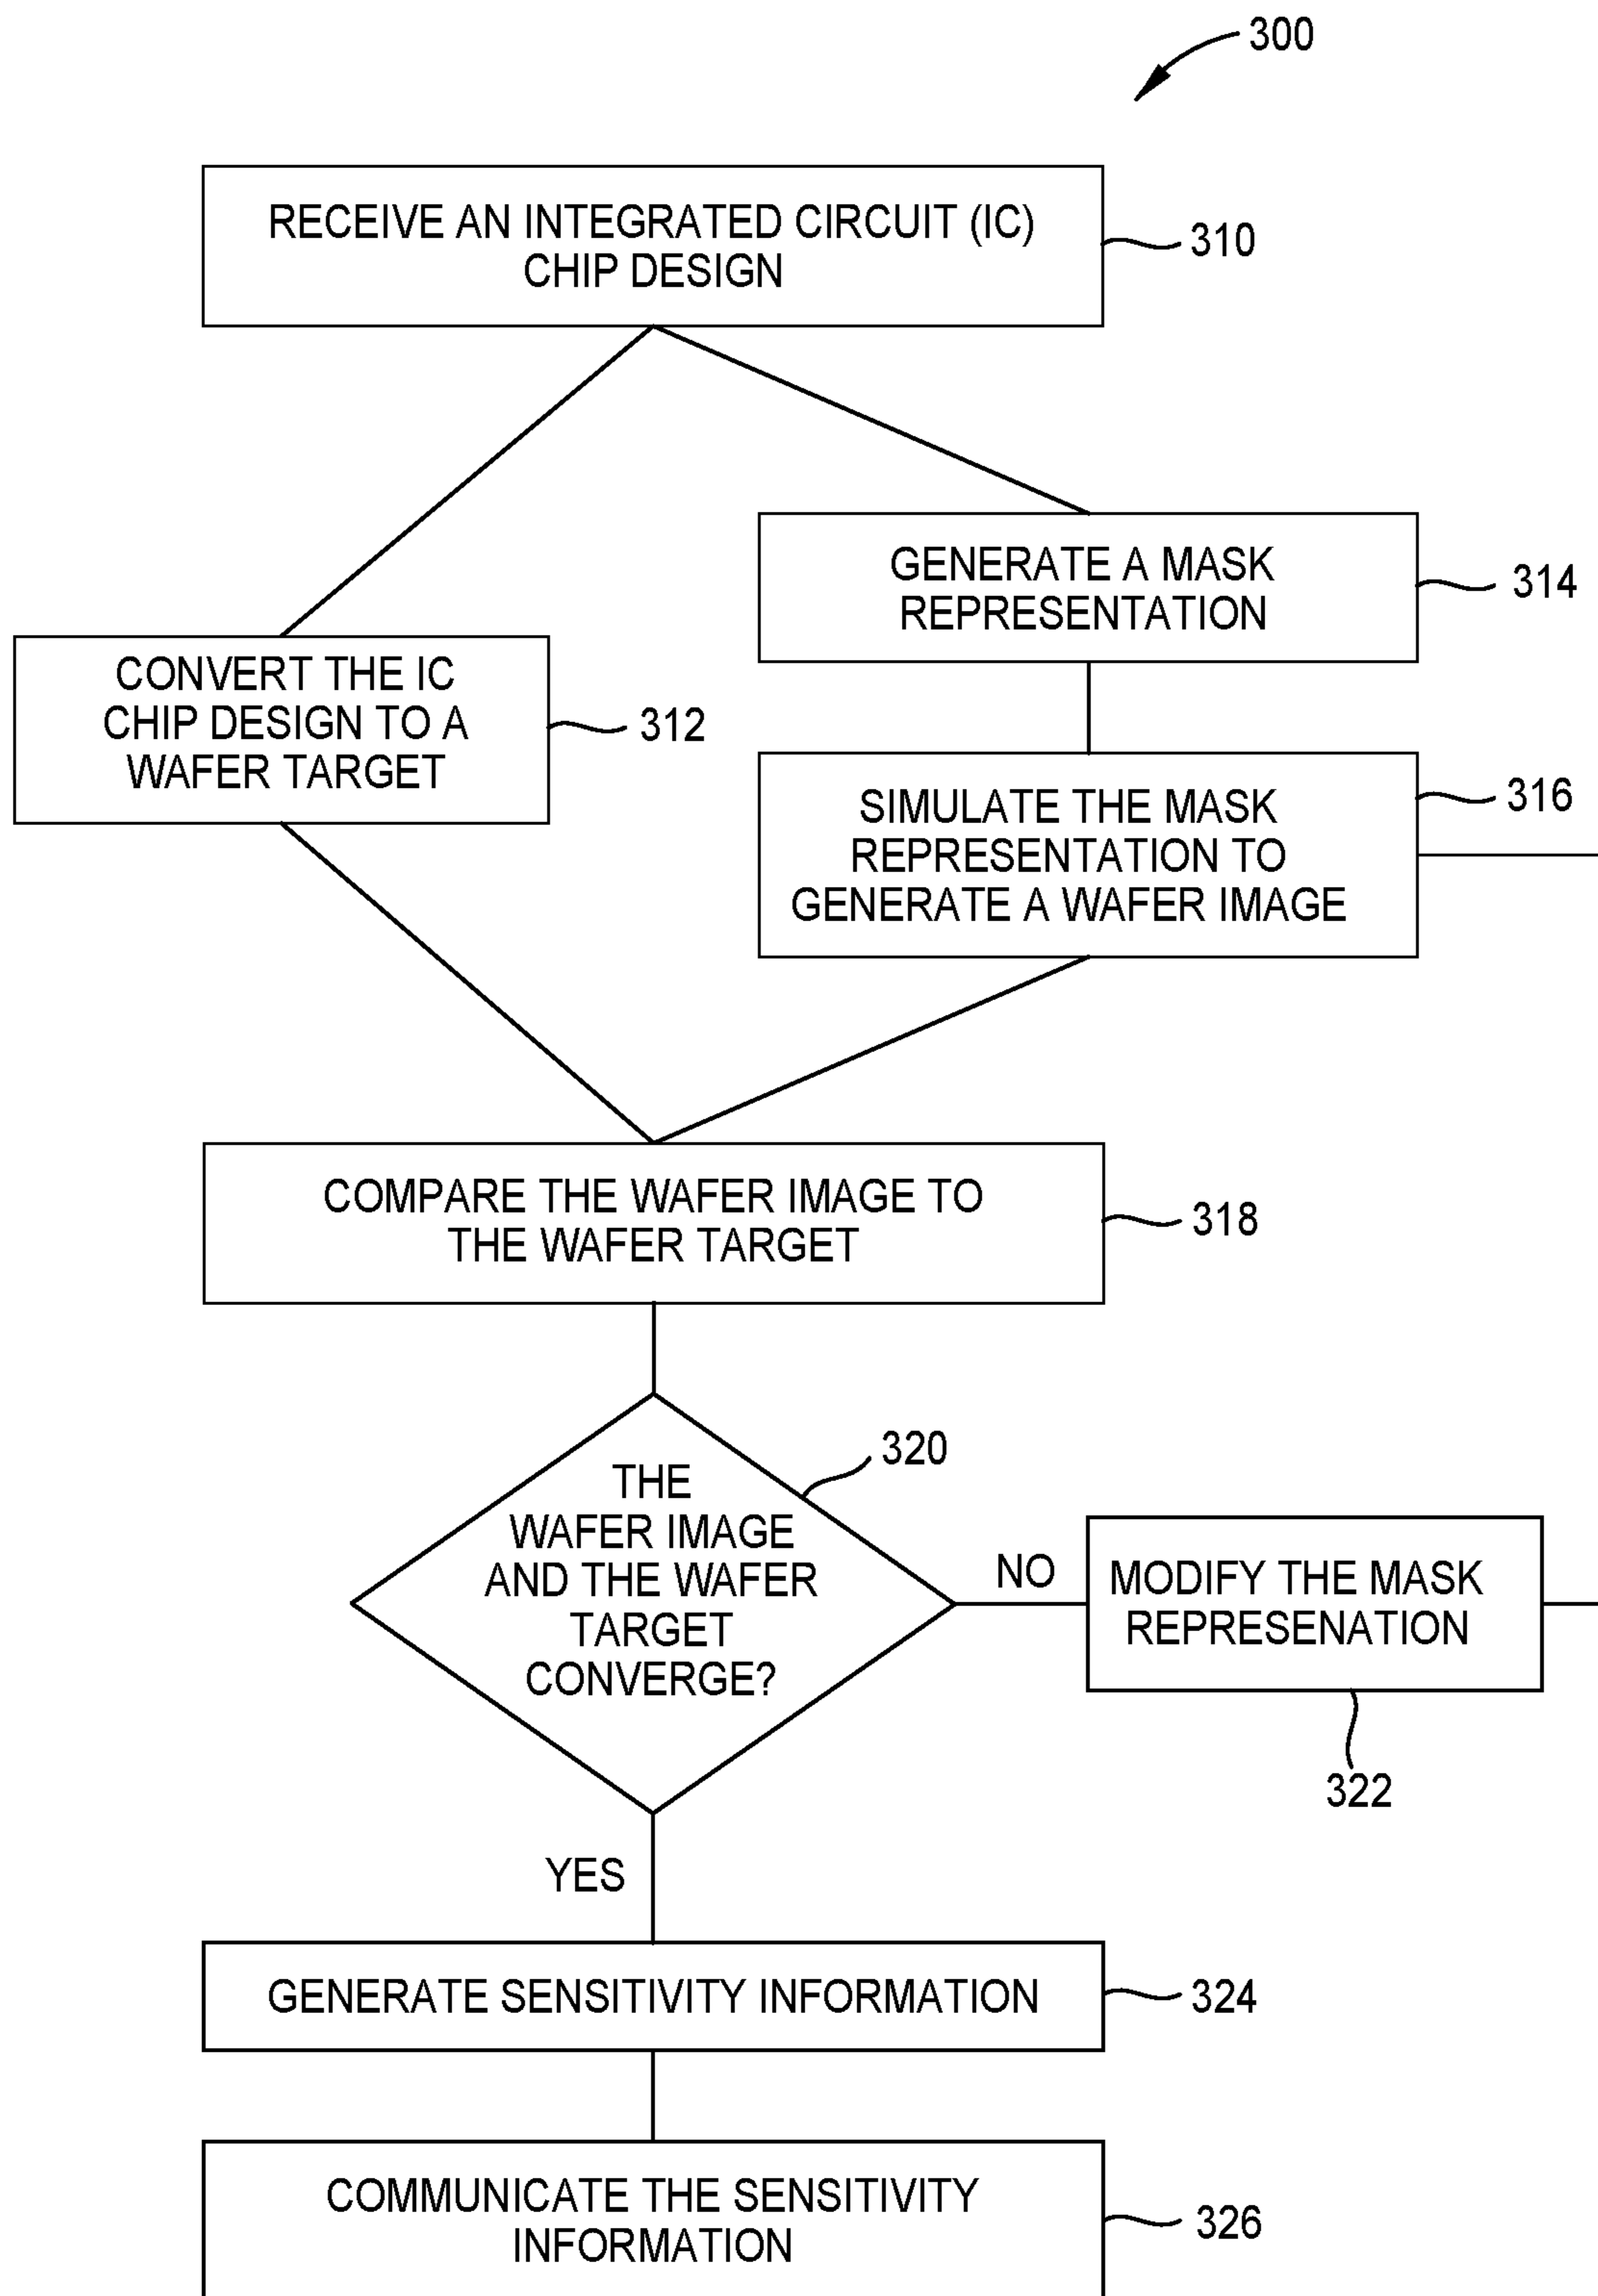 300
RECEIVE AN INTEGRATED CIRCUIT (IC)
CHIP DESIGN
310
GENERATE A MASK
REPRESENTATION
314
CONVERT THE IC
CHIP DESIGN TO A
WAFER TARGET
312
SIMULATE THE MASK
REPRESENTATION TO
GENERATE A WAFER IMAGE
316
COMPARE THE WAFER IMAGE TO
THE WAFER TARGET
318
THE
WAFER IMAGE
AND THE WAFER
TARGET
CONVERGE?
320
NO
MODIFY THE MASK
REPRESENATION
322
YES
GENERATE SENSITIVITY INFORMATION
324
COMMUNICATE THE SENSITIVITY
INFORMATION
326